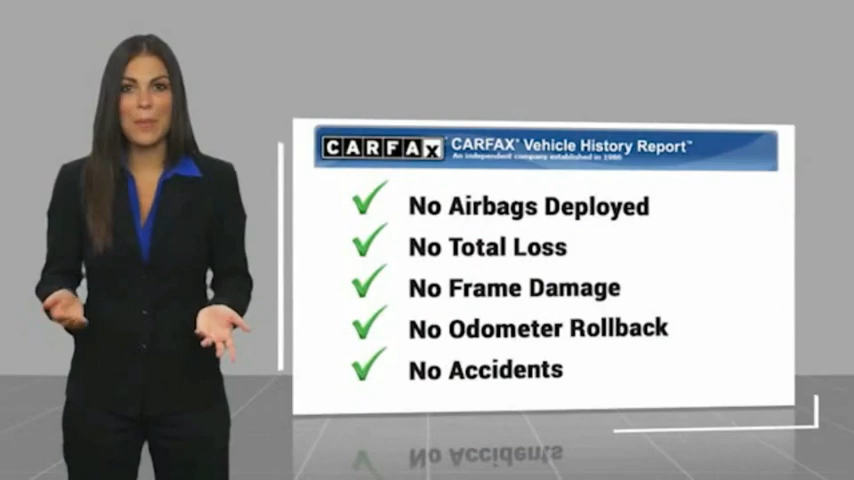 CARFAX CARFAX® Vehicle History Report™
An independent company established in 1986
No Airbags Deployed
No Total Loss
No Frame Damage
No Odometer Rollback
No Accidents
No Accidents